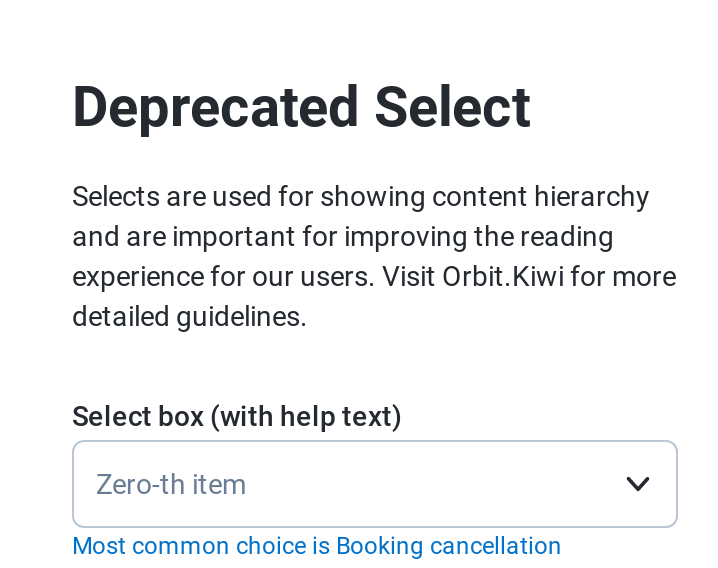 Deprecated Select
Selects are used for showing content hierarchy
and are important for improving the reading
experience for our users. Visit Orbit.Kiwi for more
detailed guidelines.
Select box (with help text)
Zero-th item
Most common choice is Booking cancellation